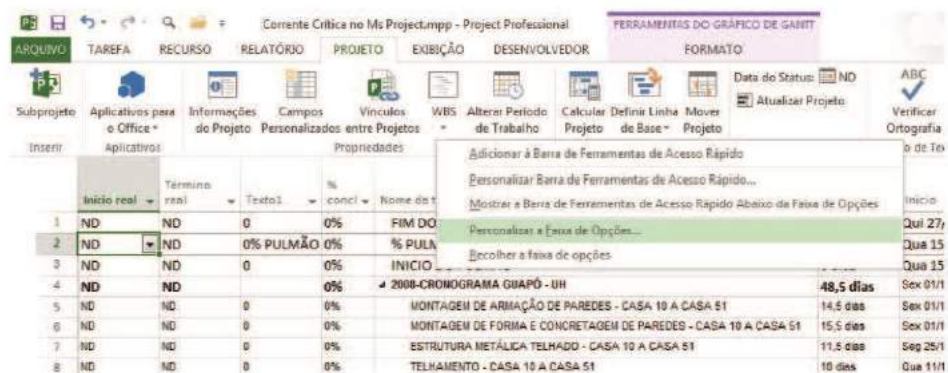 Corrente Crítica no Ms Project.mpp - Project Professional
FERRAMENTAS DO GRÁFICO DE GANTT
ARQUIVO TAREFA RECURSO RELATÓRIO PROJETO EXIBIÇÃO DESENVOLVEDOR FORMATO
Subprojeto
Aplicativos para o Office
Informações do Projeto
Campos Personalizados
Vínculos entre Projetos
WBS
Alterar Período de Trabalho
Calcular Projeto
Definir Linha de Base
Mover Projeto
Data do Status: ND
Atualizar Projeto
ABC
Verificar Ortografia
Inserir Aplicativos Propriedades
Adicionar à Barra de Ferramentas de Acesso Rápido
Personalizar Barra de Ferramentas de Acesso Rápido...
Mostrar a Barra de Ferramentas de Acesso Rápido Abaixo da Faixa de Opções
Personalizar a Faixa de Opções...
Recolher a faixa de opções
Início real Término real Texto1 % concl Nome da t Início
1 ND ND 0 0% FIM DO Qui 27/
2 ND ND 0% PULMÃO 0% % PULM Qua 15
3 ND ND 0 0% INICIO Qua 15
4 ND ND 0% 2008-CRONOGRAMA GUAPÓ - UH 48,5 dias Sex 01/1
5 ND ND 0 0% MONTAGEM DE ARMAÇÃO DE PAREDES - CASA 10 A CASA 51 14,5 dias Sex 01/1
6 ND ND 0 0% MONTAGEM DE FORMA E CONCRETAGEM DE PAREDES - CASA 10 A CASA 51 15,5 dias Sex 01/1
7 ND ND 0 0% ESTRUTURA METÁLICA TELHADO - CASA 10 A CASA 51 11,5 dias Seg 25/1
8 ND ND 0 0% TELHAMENTO - CASA 10 A CASA 51 10 dias Qua 11/1